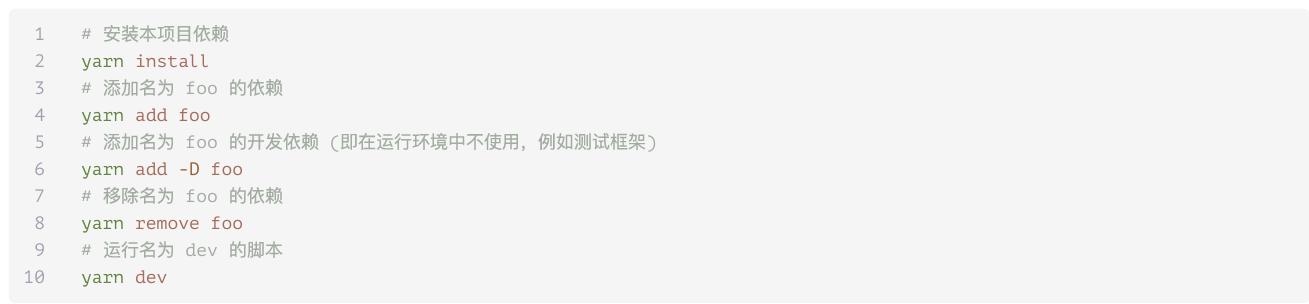 1 # 安装本项目依赖
2 yarn install
3 # 添加名为 foo 的依赖
4 yarn add foo
5 # 添加名为 foo 的开发依赖 (即在运行环境中不使用，例如测试框架)
6 yarn add -D foo
7 # 移除名为 foo 的依赖
8 yarn remove foo
9 # 运行名为 dev 的脚本
10 yarn dev